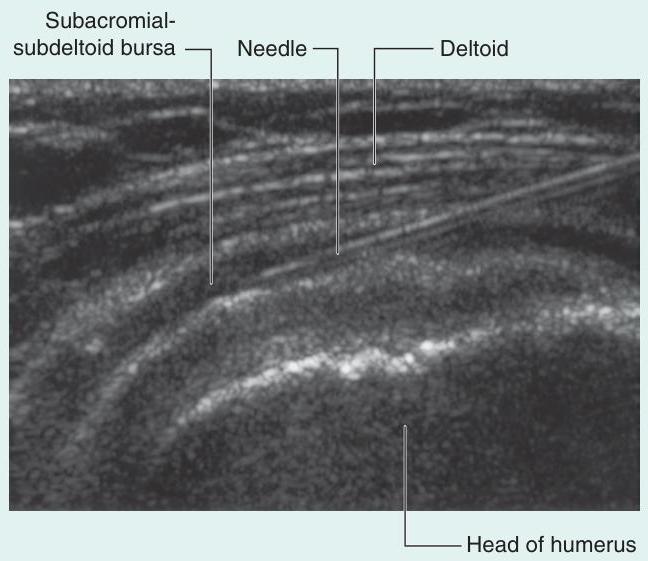 Subacromial-
subdeltoid bursa
Needle
Deltoid
Head of humerus